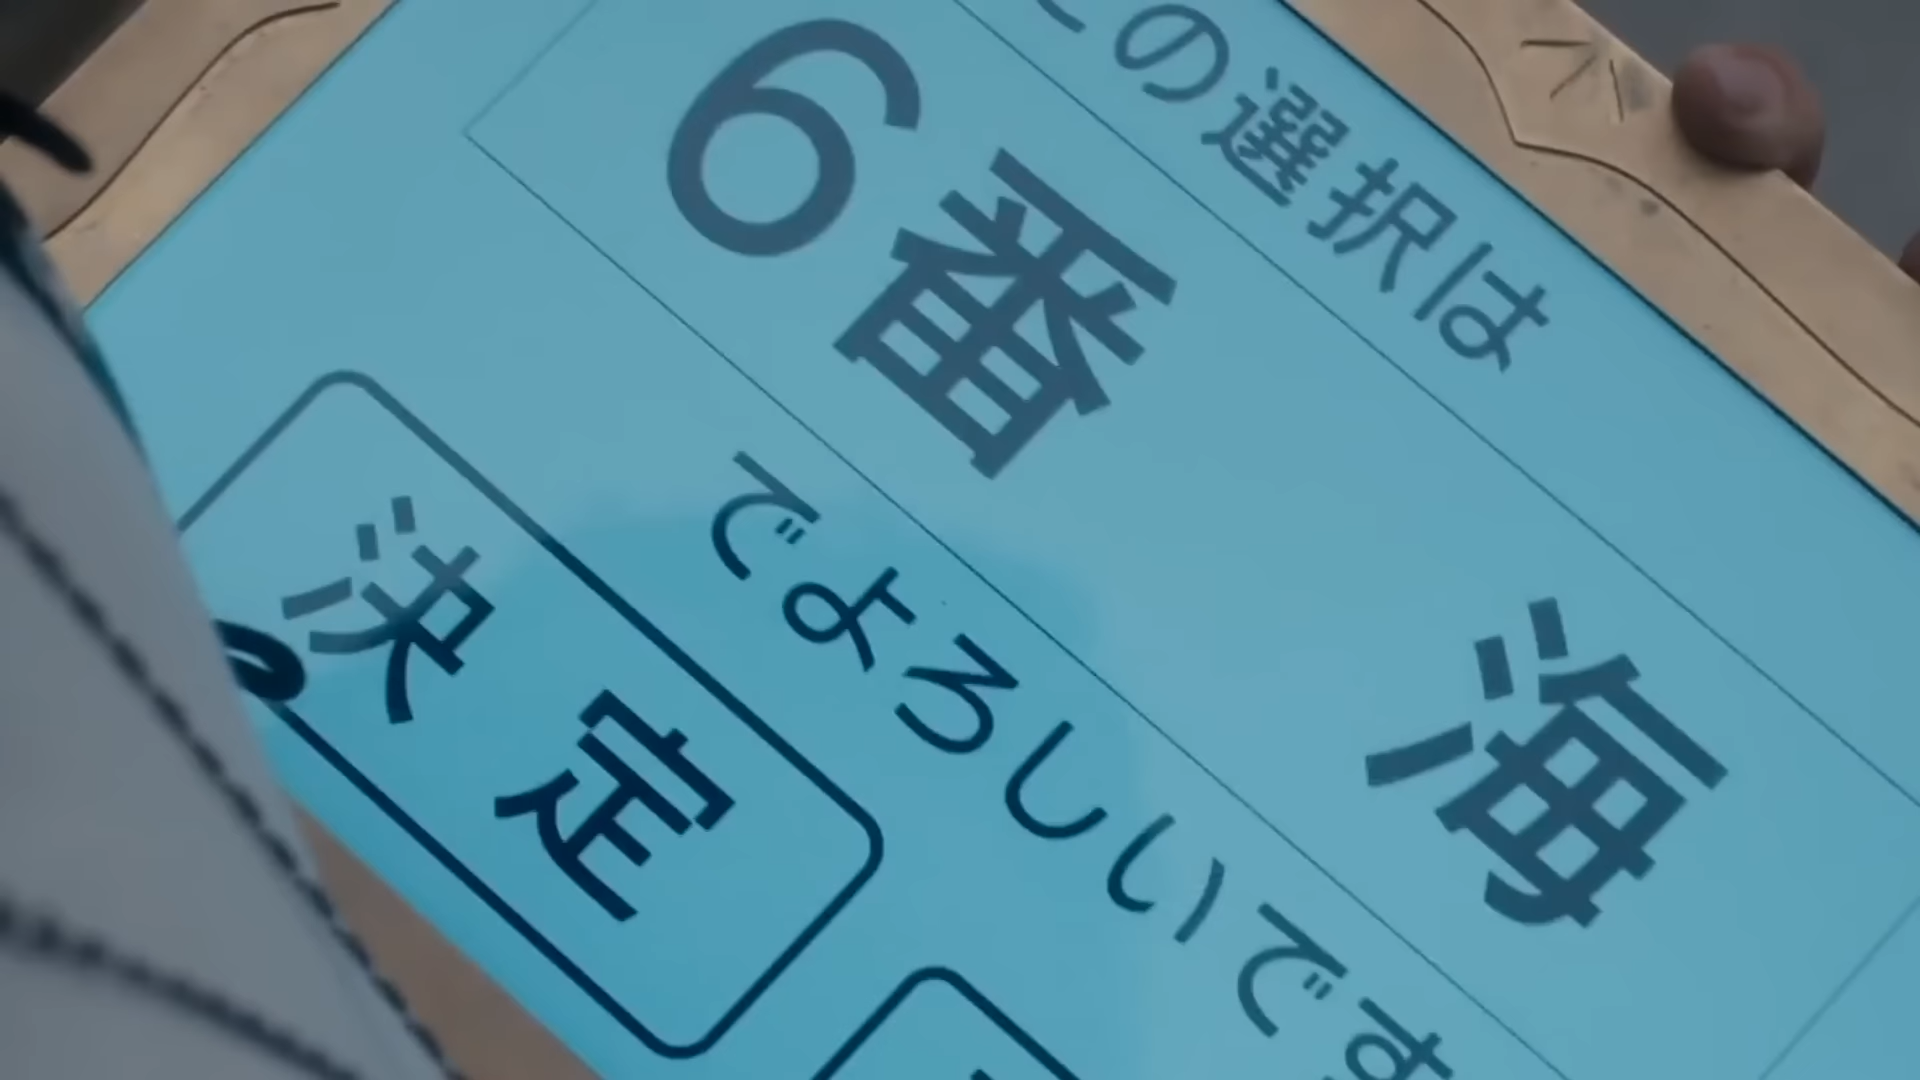 の選択は
6番 海
でよろしいです
決定